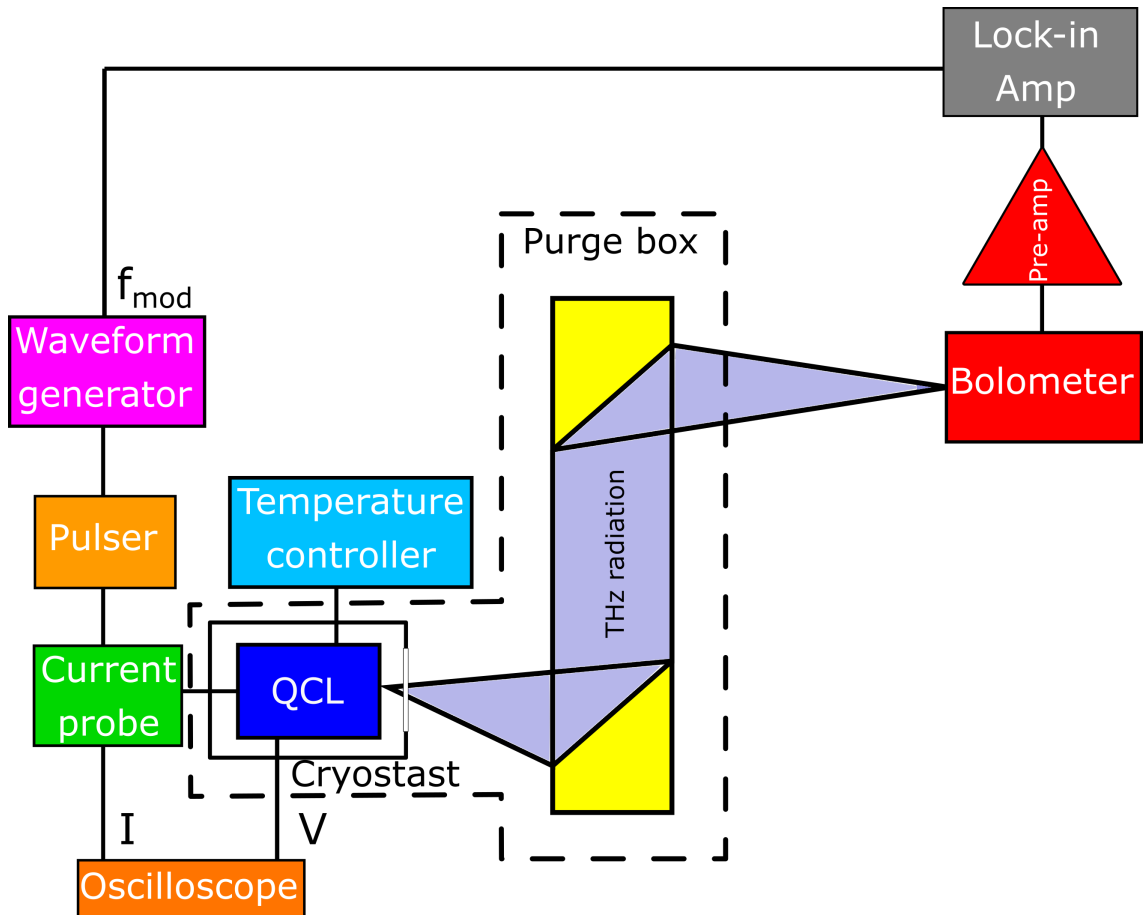 Lock-in
Amp
Pre-amp
Purge box
fmod
Waveform
generator
Bolometer
Temperature
controller
Pulser
THz radiation
Current
probe
QCL
Cryostast
I
V
Oscilloscope